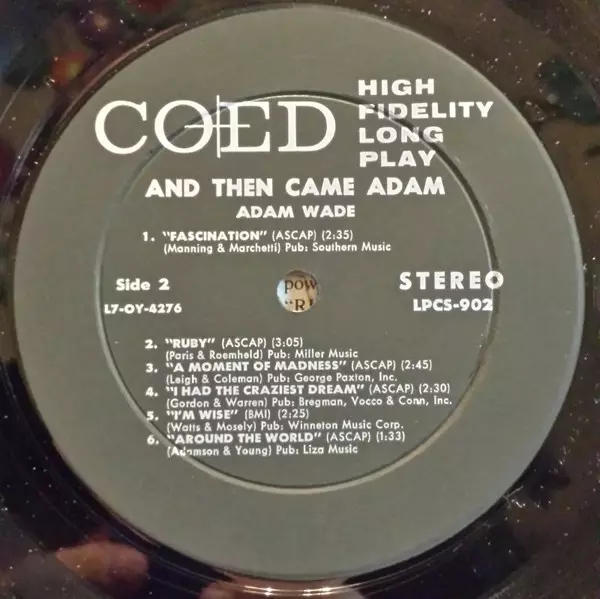 COED
HIGH
FIDELITY
LONG
PLAY
AND THEN CAME ADAM
ADAM WADE
1. "FASCINATION" (ASCAP) (2:35)
(Manning & Marchetti) Pub: Southern Music
Side 2
L7-OY-4276
pow
"R
STEREO
LPCS-902
2. "RUBY" (ASCAP) (3:05)
(Paris & Roemheld) Pub: Miller Music
3. "A MOMENT OF MADNESS" (ASCAP) (2:45)
(Leigh & Coleman) Pub: George Paxton, Inc.
4. "I HAD THE CRAZIEST DREAM" (ASCAP) (2:30)
(Gordon & Warren) Pub: Bregman, Vocco & Conn, Inc.
5. "I'M WISE" (BMI) (2:25)
(Watts & Mosely) Pub: Winneton Music Corp.
6. "AROUND THE WORLD" (ASCAP) (1:33)
(Adamson & Young) Pub: Liza Music